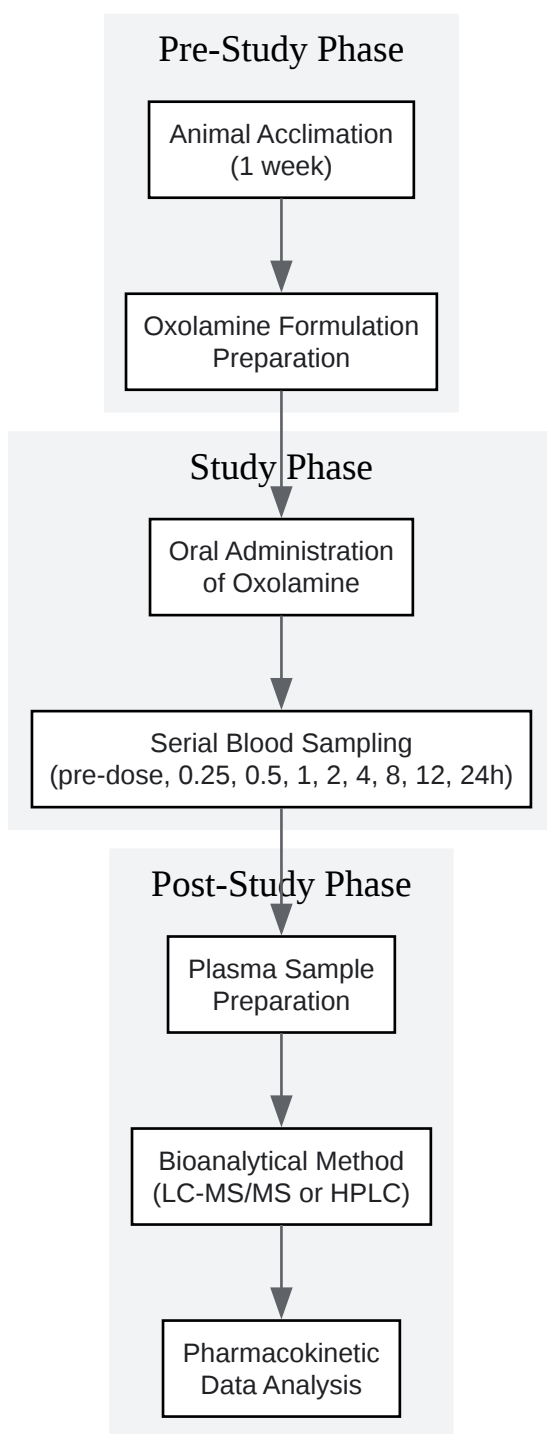 Pre-Study Phase
Animal Acclimation
(1 week)
Oxolamine Formulation
Preparation
Study Phase
Oral Administration
of Oxolamine
Serial Blood Sampling
(pre-dose, 0.25, 0.5, 1, 2, 4, 8, 12, 24h)
Post-Study Phase
Plasma Sample
Preparation
Bioanalytical Method
(LC-MS/MS or HPLC)
Pharmacokinetic
Data Analysis